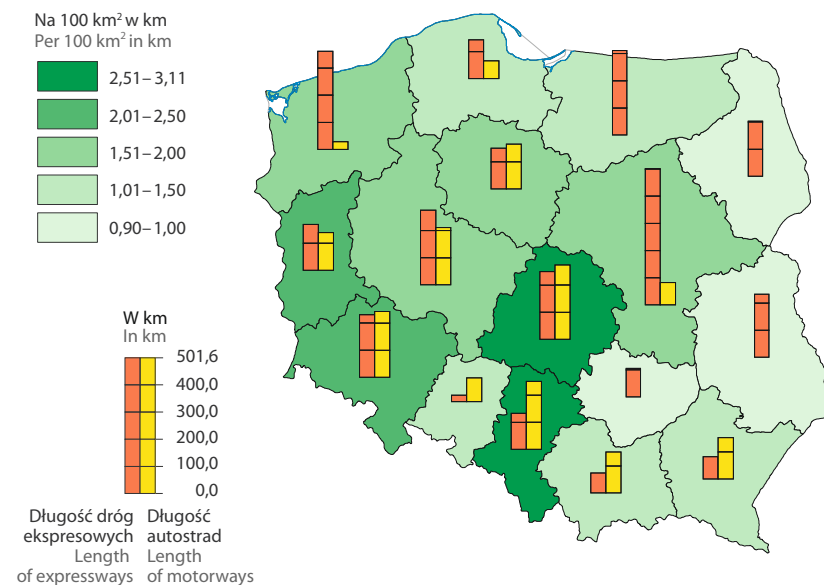 Na 100 km² w km
Per 100 km² in km
2,51–3,11
2,01–2,50
1,51–2,00
1,01–1,50
0,90–1,00
W km
In km
501,6
400,0
300,0
200,0
100,0
0,0
Długość dróg
ekspresowych
Length
of expressways
Długość
autostrad
Length
of motorways